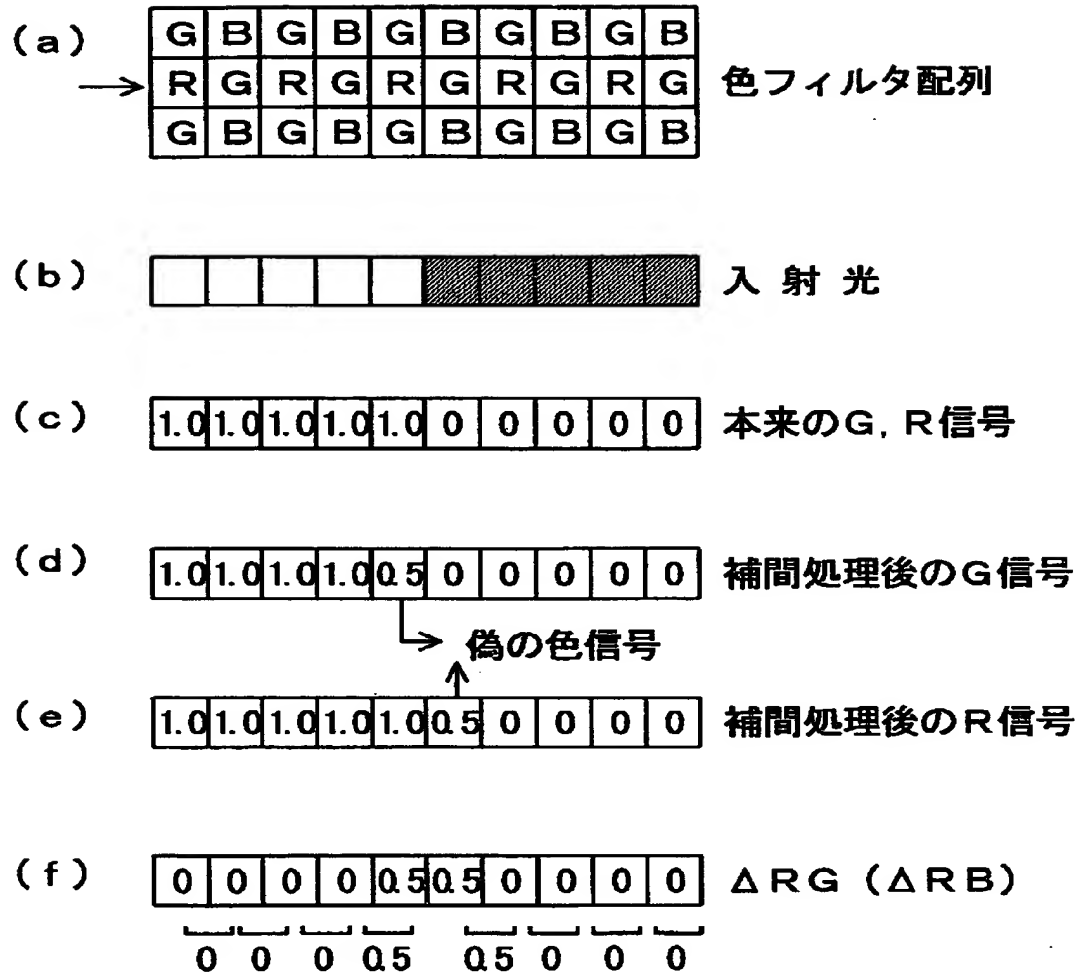 (a)
G B G B G B G B G B
R G R G R G R G R G 色フィルタ配列
G B G B G B G B G B
(b) 入射光
(c) 1.0 1.0 1.0 1.0 1.0 0 0 0 0 0 本来のG,R信号
(d) 1.0 1.0 1.0 1.0 0.5 0 0 0 0 0 補間処理後のG信号
偽の色信号
(e) 1.0 1.0 1.0 1.0 1.0 0.5 0 0 0 0 補間処理後のR信号
(f) 0 0 0 0 0.5 0.5 0 0 0 0 ΔRG(ΔRB)
0 0 0 0.5 0.5 0 0 0